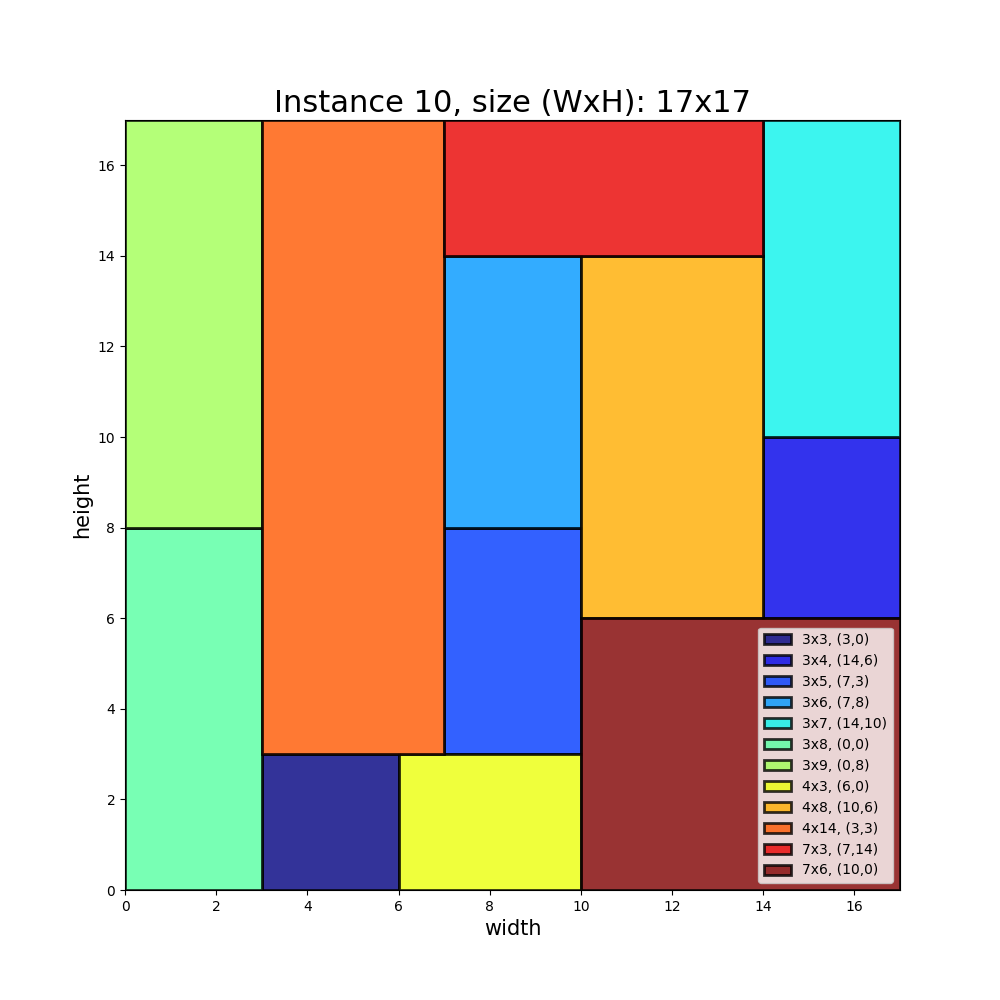 Instance 10, size (WxH): 17x17
16
14
12
10
8
6
4
2
0
height
3x3, (3,0)
3x4, (14,6)
3x5, (7,3)
3x6, (7,8)
3x7, (14,10)
3x8, (0,0)
3x9, (0,8)
4x3, (6,0)
4x8, (10,6)
4x14, (3,3)
7x3, (7,14)
7x6, (10,0)
0 2 4 6 8 10 12 14 16
width